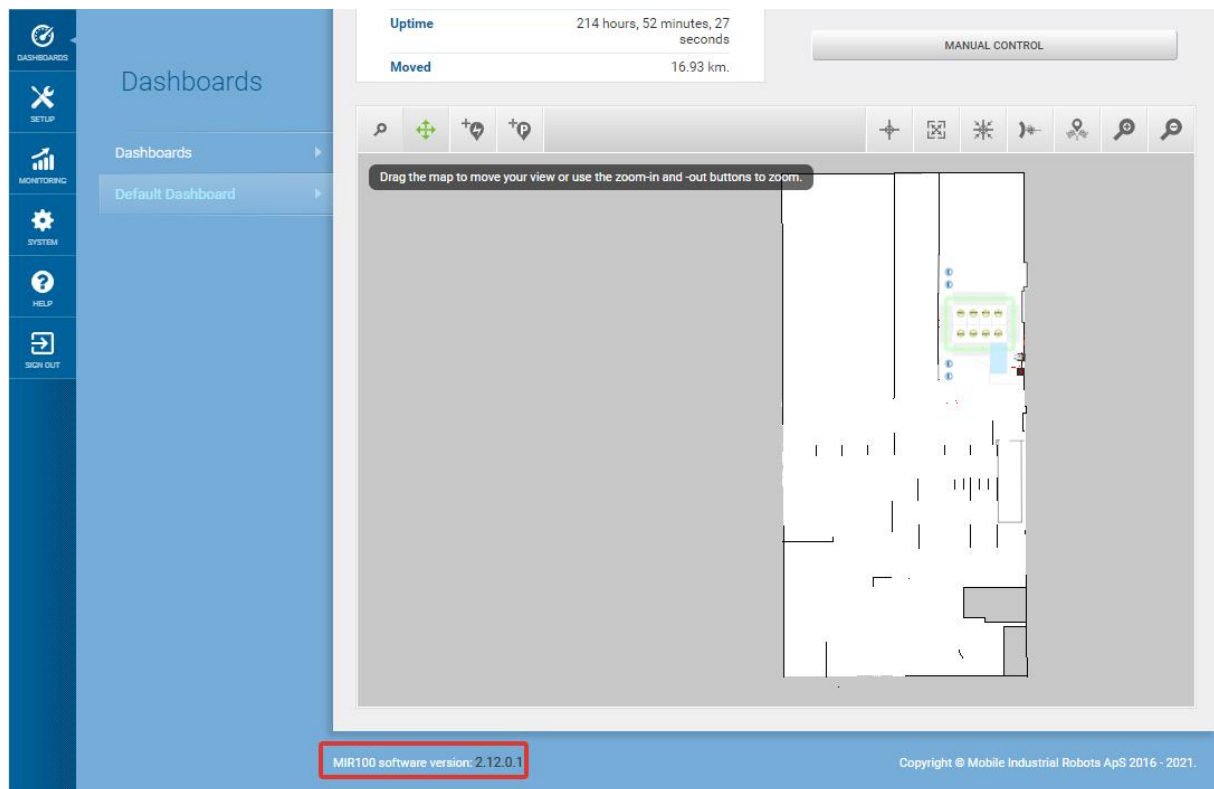 DASHBOARDS
SETUP
MONITORING
SYSTEM
HELP
SIGN OUT
Dashboards
Dashboards
Default Dashboard
Uptime 214 hours, 52 minutes, 27
seconds
Moved 16.93 km.
MANUAL CONTROL
Drag the map to move your view or use the zoom-in and -out buttons to zoom.
MIR100 software version: 2.12.0.1
Copyright © Mobile Industrial Robots ApS 2016 - 2021.